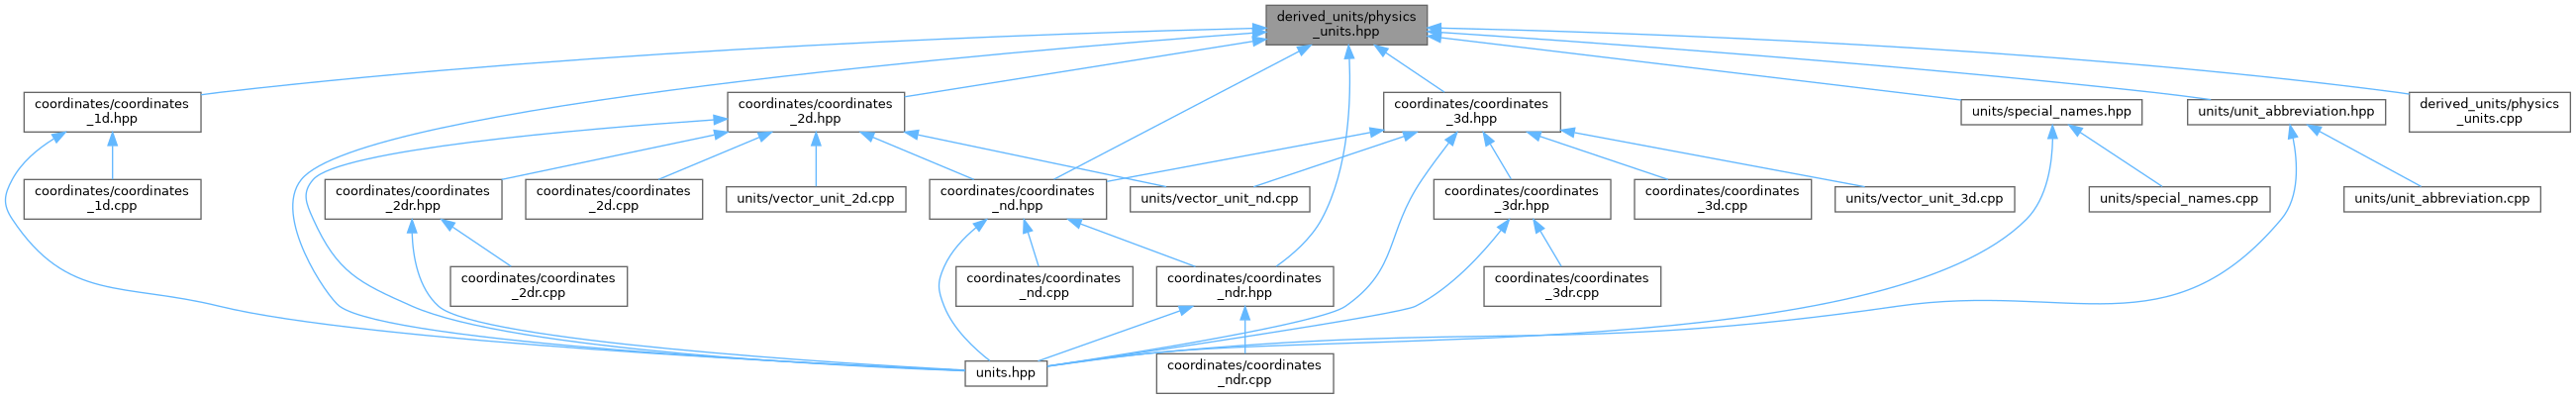 derived_units/physics
_units.hpp
coordinates/coordinates
_1d.hpp
coordinates/coordinates
_2d.hpp
coordinates/coordinates
_3d.hpp
units/special_names.hpp
units/unit_abbreviation.hpp
derived_units/physics
_units.cpp
coordinates/coordinates
_1d.cpp
coordinates/coordinates
_2dr.hpp
coordinates/coordinates
_2d.cpp
units/vector_unit_2d.cpp
coordinates/coordinates
_nd.hpp
units/vector_unit_nd.cpp
coordinates/coordinates
_3dr.hpp
coordinates/coordinates
_3d.cpp
units/vector_unit_3d.cpp
units/special_names.cpp
units/unit_abbreviation.cpp
coordinates/coordinates
_2dr.cpp
coordinates/coordinates
_nd.cpp
coordinates/coordinates
_ndr.hpp
coordinates/coordinates
_3dr.cpp
units.hpp
coordinates/coordinates
_ndr.cpp